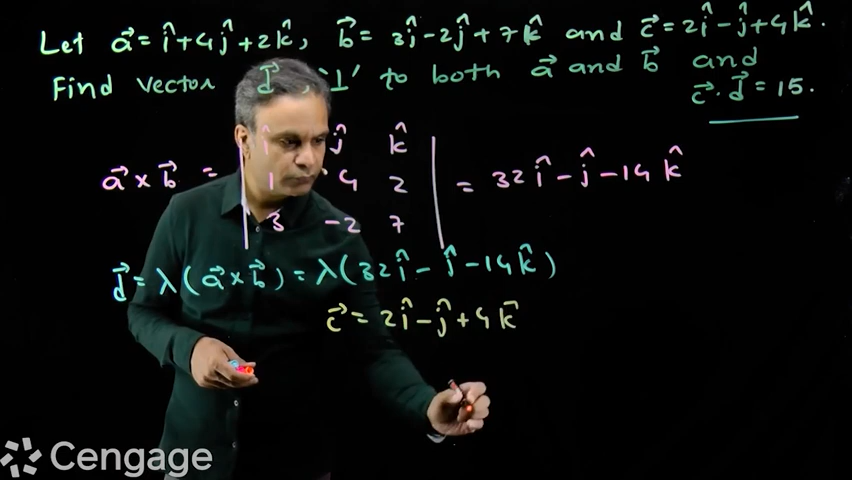 Let a⃗ = î + 4ĵ + 2k̂, b⃗ = 3î - 2ĵ + 7k̂ and c⃗ = 2î - ĵ + 4k̂.
Find vector d⃗, '⊥' to both a⃗ and b⃗ and
c⃗ · d⃗ = 15.
a⃗ × b⃗ = | î ĵ k̂ | = 32î - ĵ - 14k̂
1 4 2
3 -2 7
d⃗ = λ(a⃗ × b⃗) = λ(32î - ĵ - 14k̂)
c⃗ = 2î - ĵ + 4k̂
Cengage